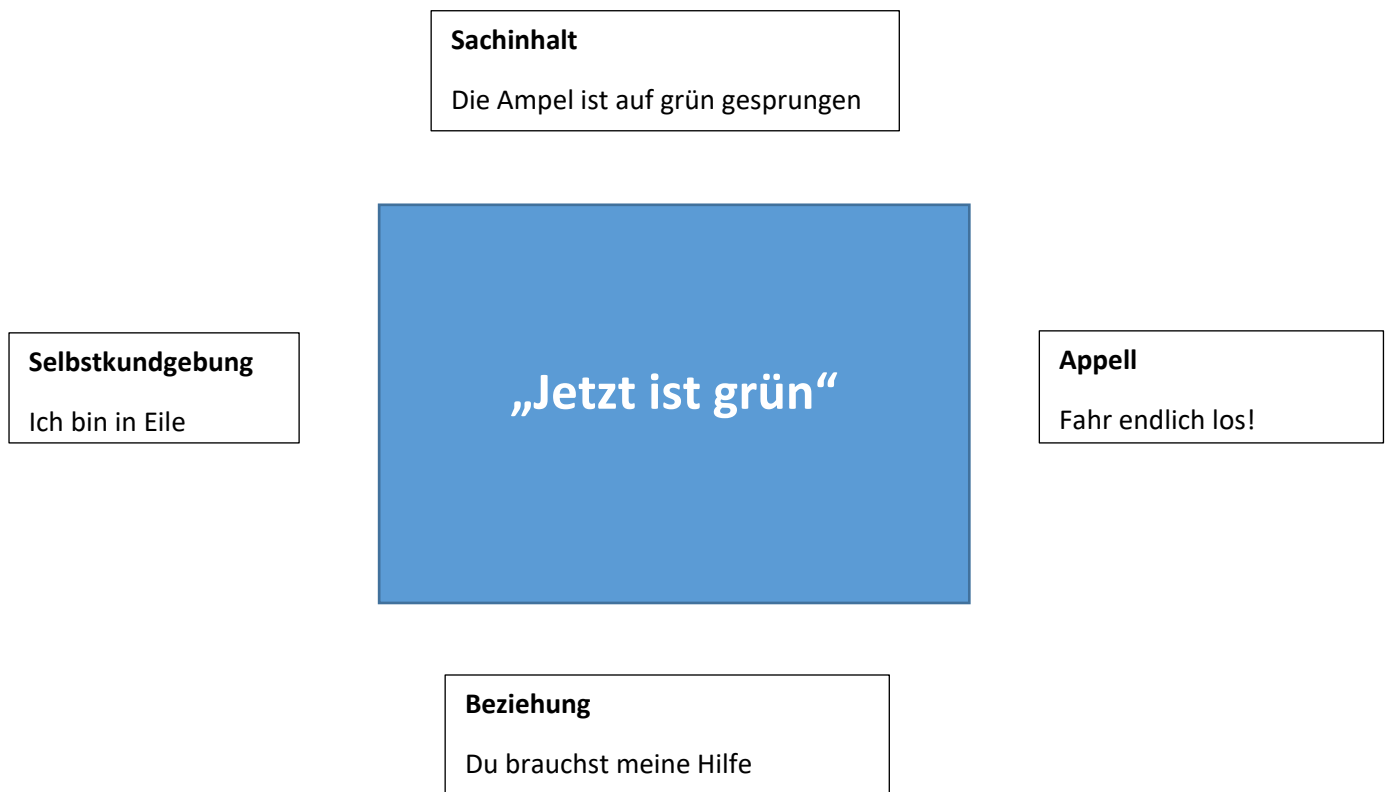 Sachinhalt
Die Ampel ist auf grün gesprungen
Selbstkundgebung
Ich bin in Eile
„Jetzt ist grün“
Appell
Fahr endlich los!
Beziehung
Du brauchst meine Hilfe